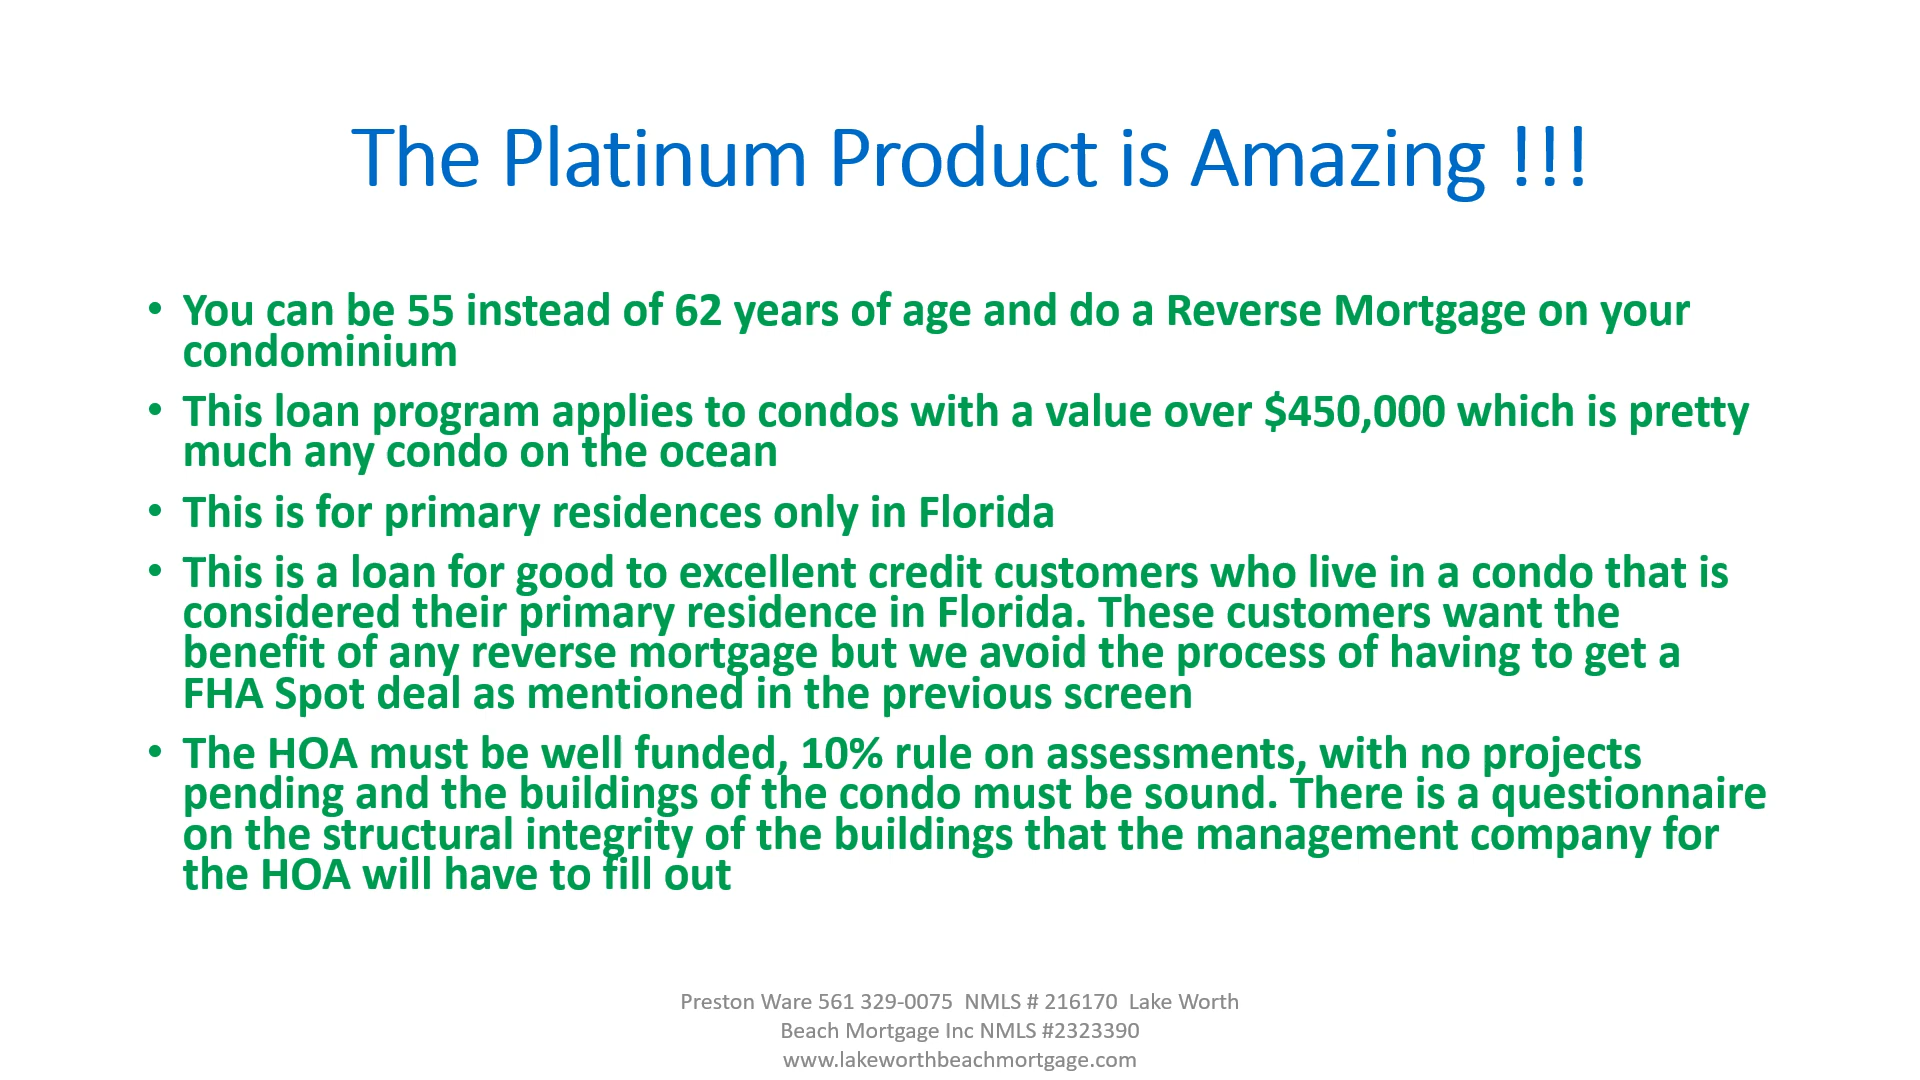 The Platinum Product is Amazing !!!
• You can be 55 instead of 62 years of age and do a Reverse Mortgage on your
condominium
• This loan program applies to condos with a value over $450,000 which is pretty
much any condo on the ocean
• This is for primary residences only in Florida
• This is a loan for good to excellent credit customers who live in a condo that is
considered their primary residence in Florida. These customers want the
benefit of any reverse mortgage but we avoid the process of having to get a
FHA Spot deal as mentioned in the previous screen
• The HOA must be well funded, 10% rule on assessments, with no projects
pending and the buildings of the condo must be sound. There is a questionnaire
on the structural integrity of the buildings that the management company for
the HOA will have to fill out
Preston Ware 561 329-0075  NMLS # 216170  Lake Worth
Beach Mortgage Inc NMLS #2323390
www.lakeworthbeachmortgage.com